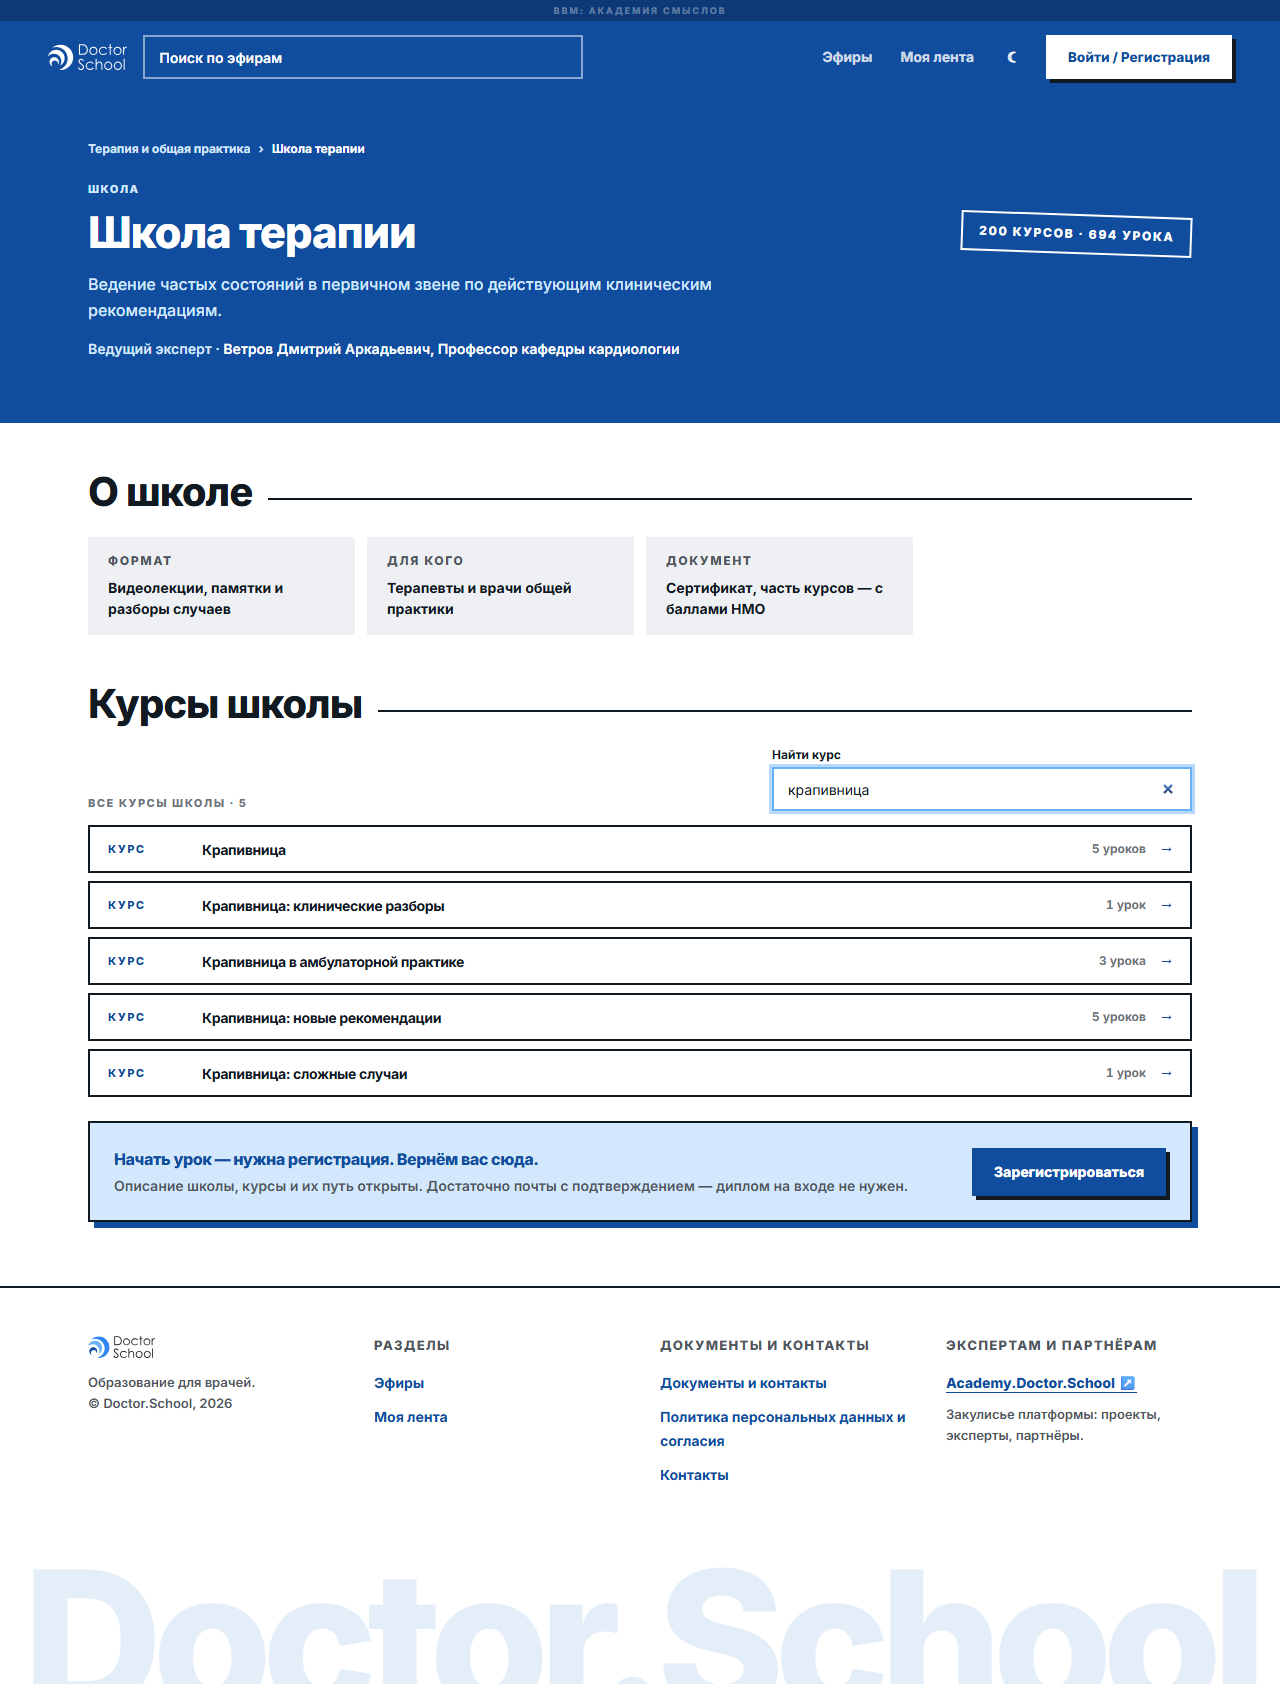 ВВМ: АКАДЕМИЯ СМЫСЛОВ
Doctor
School
Поиск по эфирам
Эфиры
Моя лента
Войти / Регистрация
Терапия и общая практика › Школа терапии
ШКОЛА
Школа терапии
200 КУРСОВ · 694 УРОКА
Ведение частых состояний в первичном звене по действующим клиническим
рекомендациям.
Ведущий эксперт · Ветров Дмитрий Аркадьевич, Профессор кафедры кардиологии
О школе
ФОРМАТ
Видеолекции, памятки и
разборы случаев
ДЛЯ КОГО
Терапевты и врачи общей
практики
ДОКУМЕНТ
Сертификат, часть курсов — с
баллами НМО
Курсы школы
Найти курс
крапивница ×
ВСЕ КУРСЫ ШКОЛЫ · 5
КУРС Крапивница 5 уроков →
КУРС Крапивница: клинические разборы 1 урок →
КУРС Крапивница в амбулаторной практике 3 урока →
КУРС Крапивница: новые рекомендации 5 уроков →
КУРС Крапивница: сложные случаи 1 урок →
Начать урок — нужна регистрация. Вернём вас сюда.
Описание школы, курсы и их путь открыты. Достаточно почты с подтверждением — диплом на входе не нужен.
Зарегистрироваться
Doctor
School
Образование для врачей.
© Doctor.School, 2026
РАЗДЕЛЫ
Эфиры
Моя лента
ДОКУМЕНТЫ И КОНТАКТЫ
Документы и контакты
Политика персональных данных и
согласия
Контакты
ЭКСПЕРТАМ И ПАРТНЁРАМ
Academy.Doctor.School ↗
Закулисье платформы: проекты,
эксперты, партнёры.
Doctor.School